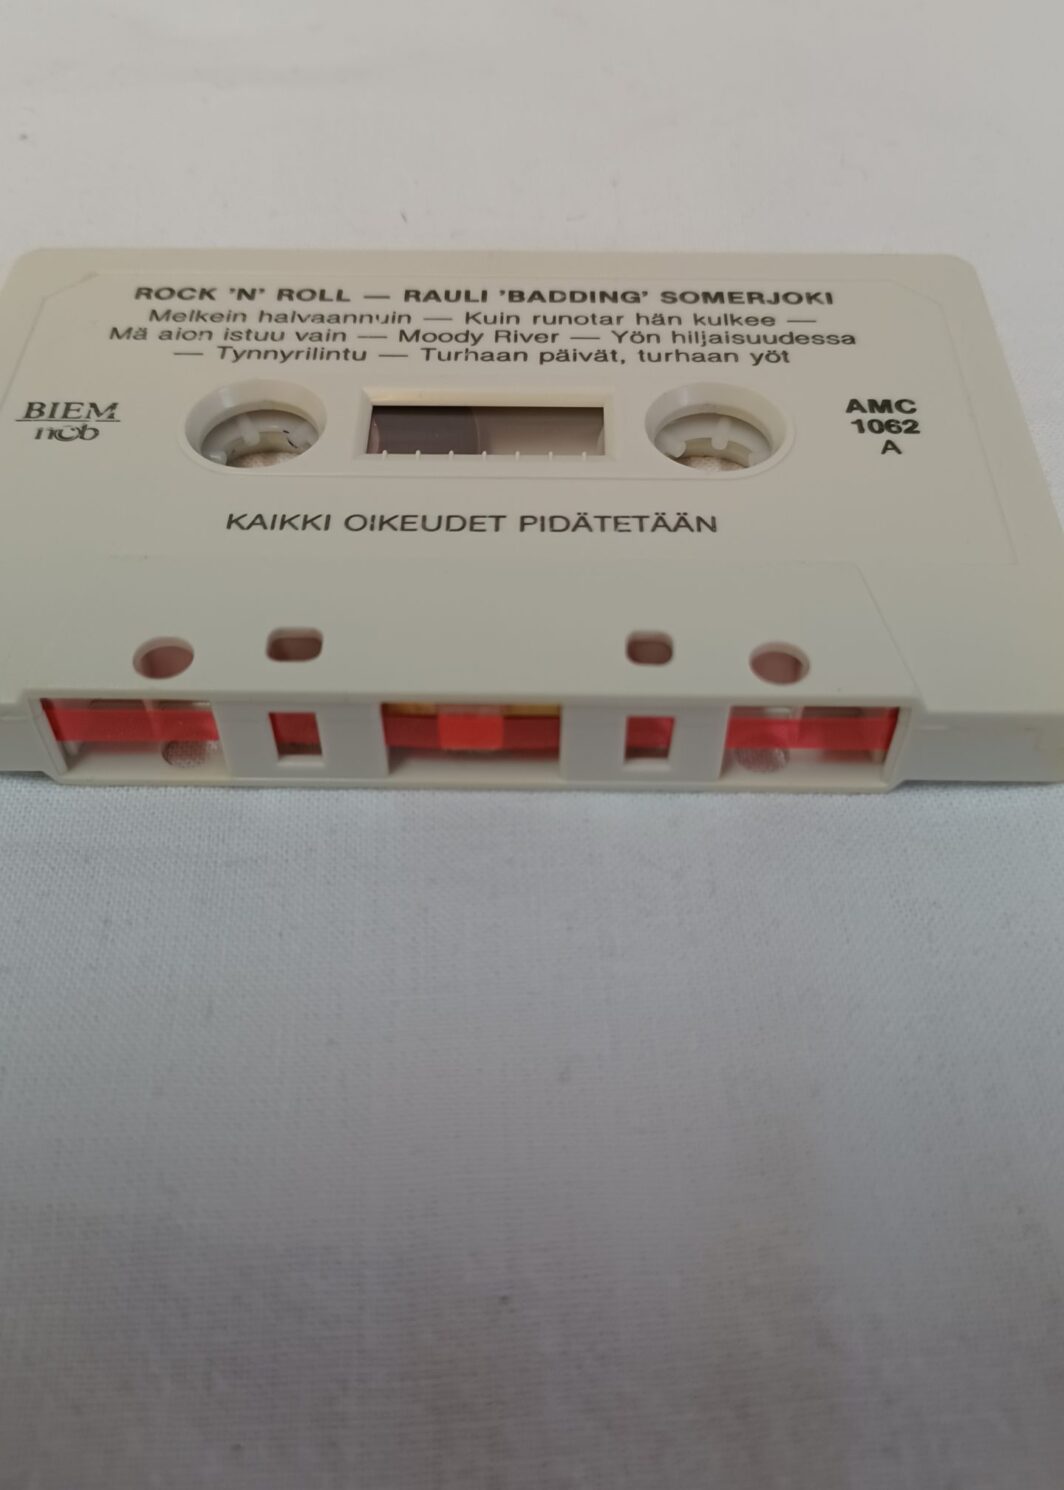 ROCK 'N' ROLL — RAULI 'BADDING' SOMERJOKI
Melkein halvaannuin — Kuin runotar hän kulkee —
Mä aion istuu vain — Moody River — Yön hiljaisuudessa
— Tynnyrilintu — Turhaan päivät, turhaan yöt
BIEM
ncb
AMC
1062
A
KAIKKI OIKEUDET PIDÄTETÄÄN